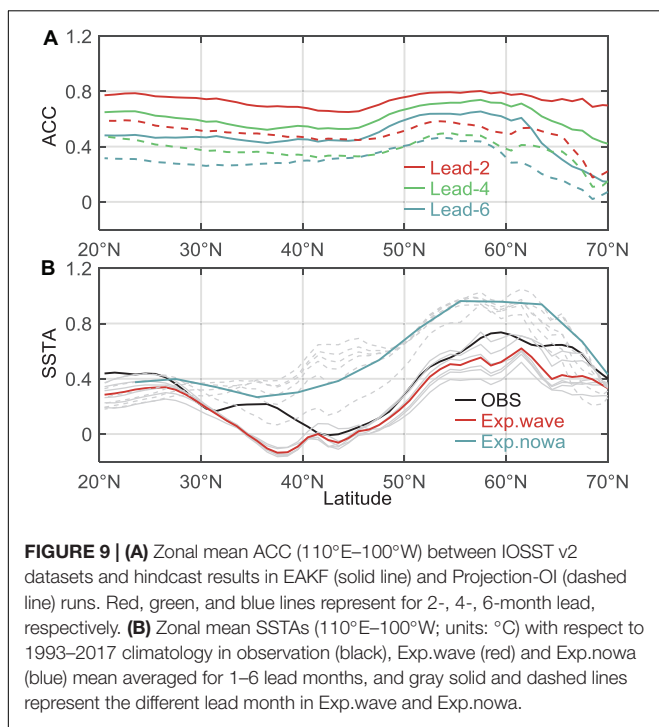 A
1.2
0.8
ACC
0.4
0
Lead-2
Lead-4
Lead-6
20°N 30°N 40°N 50°N 60°N 70°N
B
1.2
0.8
SSTA
0.4
0
OBS
Exp.wave
Exp.nowa
20°N 30°N 40°N 50°N 60°N 70°N
Latitude
FIGURE 9 | (A) Zonal mean ACC (110°E–100°W) between IOSST v2
datasets and hindcast results in EAKF (solid line) and Projection-OI (dashed
line) runs. Red, green, and blue lines represent for 2-, 4-, 6-month lead,
respectively. (B) Zonal mean SSTAs (110°E–100°W; units: °C) with respect to
1993–2017 climatology in observation (black), Exp.wave (red) and Exp.nowa
(blue) mean averaged for 1–6 lead months, and gray solid and dashed lines
represent the different lead month in Exp.wave and Exp.nowa.